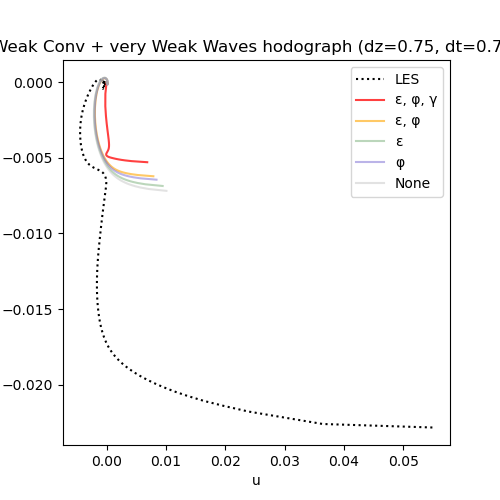 Weak Conv + very Weak Waves hodograph (dz=0.75, dt=0.7
0.000
−0.005
−0.010
−0.015
−0.020
LES
ε, φ, γ
ε, φ
ε
φ
None
0.00 0.01 0.02 0.03 0.04 0.05
u